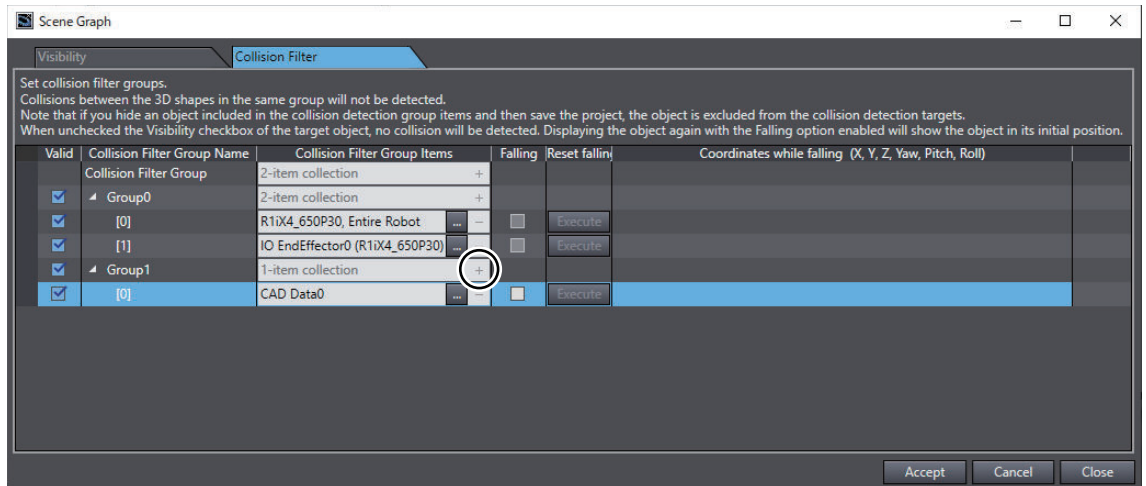 Scene Graph
Visibility Collision Filter
Set collision filter groups.
Collisions between the 3D shapes in the same group will not be detected.
Note that if you hide an object included in the collision detection group items and then save the project, the object is excluded from the collision detection targets.
When unchecked the Visibility checkbox of the target object, no collision will be detected. Displaying the object again with the Falling option enabled will show the object in its initial position.
Valid Collision Filter Group Name Collision Filter Group Items Falling Reset falling Coordinates while falling (X, Y, Z, Yaw, Pitch, Roll)
Collision Filter Group 2-item collection +
Group0 2-item collection +
[0] R1iX4_650P30, Entire Robot ... − Execute
[1] IO EndEffector0 (R1iX4_650P30) ... Execute
Group1 1-item collection +
[0] CAD Data0 ... − Execute
Accept Cancel Close